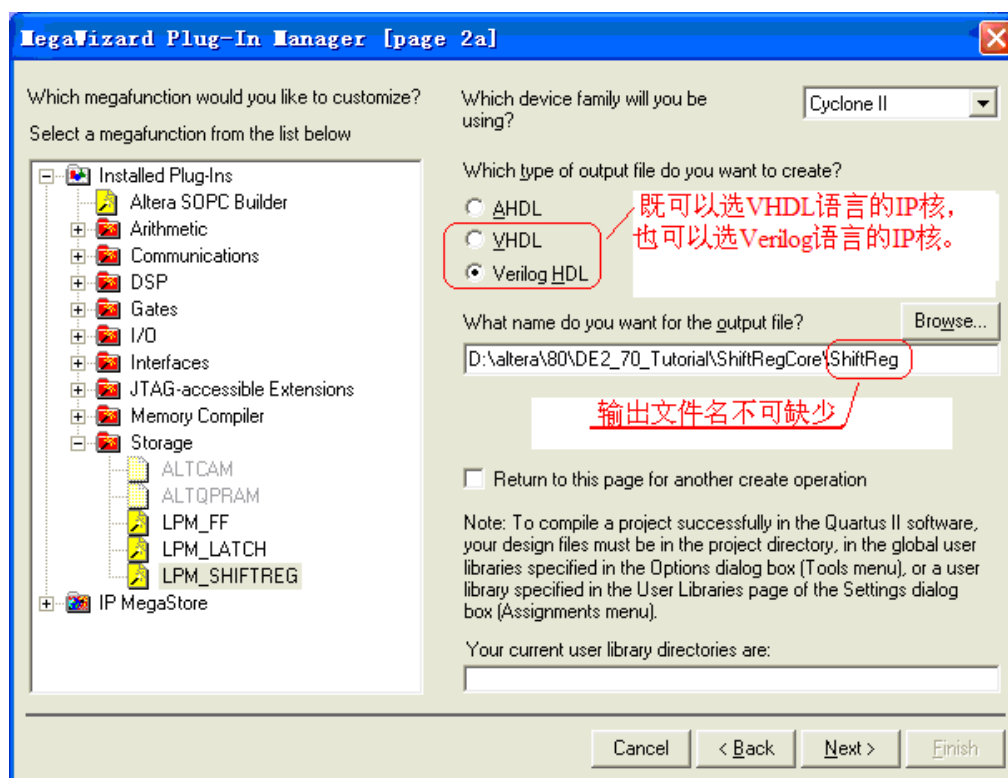 MegaWizard Plug-In Manager [page 2a]
Which megafunction would you like to customize?
Select a megafunction from the list below
Installed Plug-Ins
Altera SOPC Builder
Arithmetic
Communications
DSP
Gates
I/O
Interfaces
JTAG-accessible Extensions
Memory Compiler
Storage
ALTCAM
ALTQPRAM
LPM_FF
LPM_LATCH
LPM_SHIFTREG
IP MegaStore
Which device family will you be
using?
Cyclone II
Which type of output file do you want to create?
AHDL
VHDL
Verilog HDL
既可以选VHDL语言的IP核，
也可以选Verilog语言的IP核。
What name do you want for the output file?
Browse...
D:\altera\80\DE2_70_Tutorial\ShiftRegCore\ShiftReg
输出文件名不可缺少
Return to this page for another create operation
Note: To compile a project successfully in the Quartus II software,
your design files must be in the project directory, in the global user
libraries specified in the Options dialog box (Tools menu), or a user
library specified in the User Libraries page of the Settings dialog
box (Assignments menu).
Your current user library directories are:
Cancel
< Back
Next >
Finish